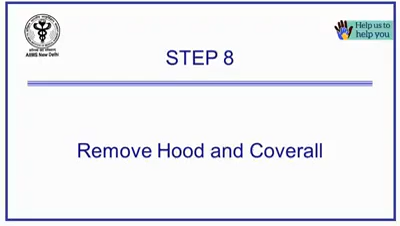 AIIMS New Delhi
Help us to
help you
STEP 8
Remove Hood and Coverall